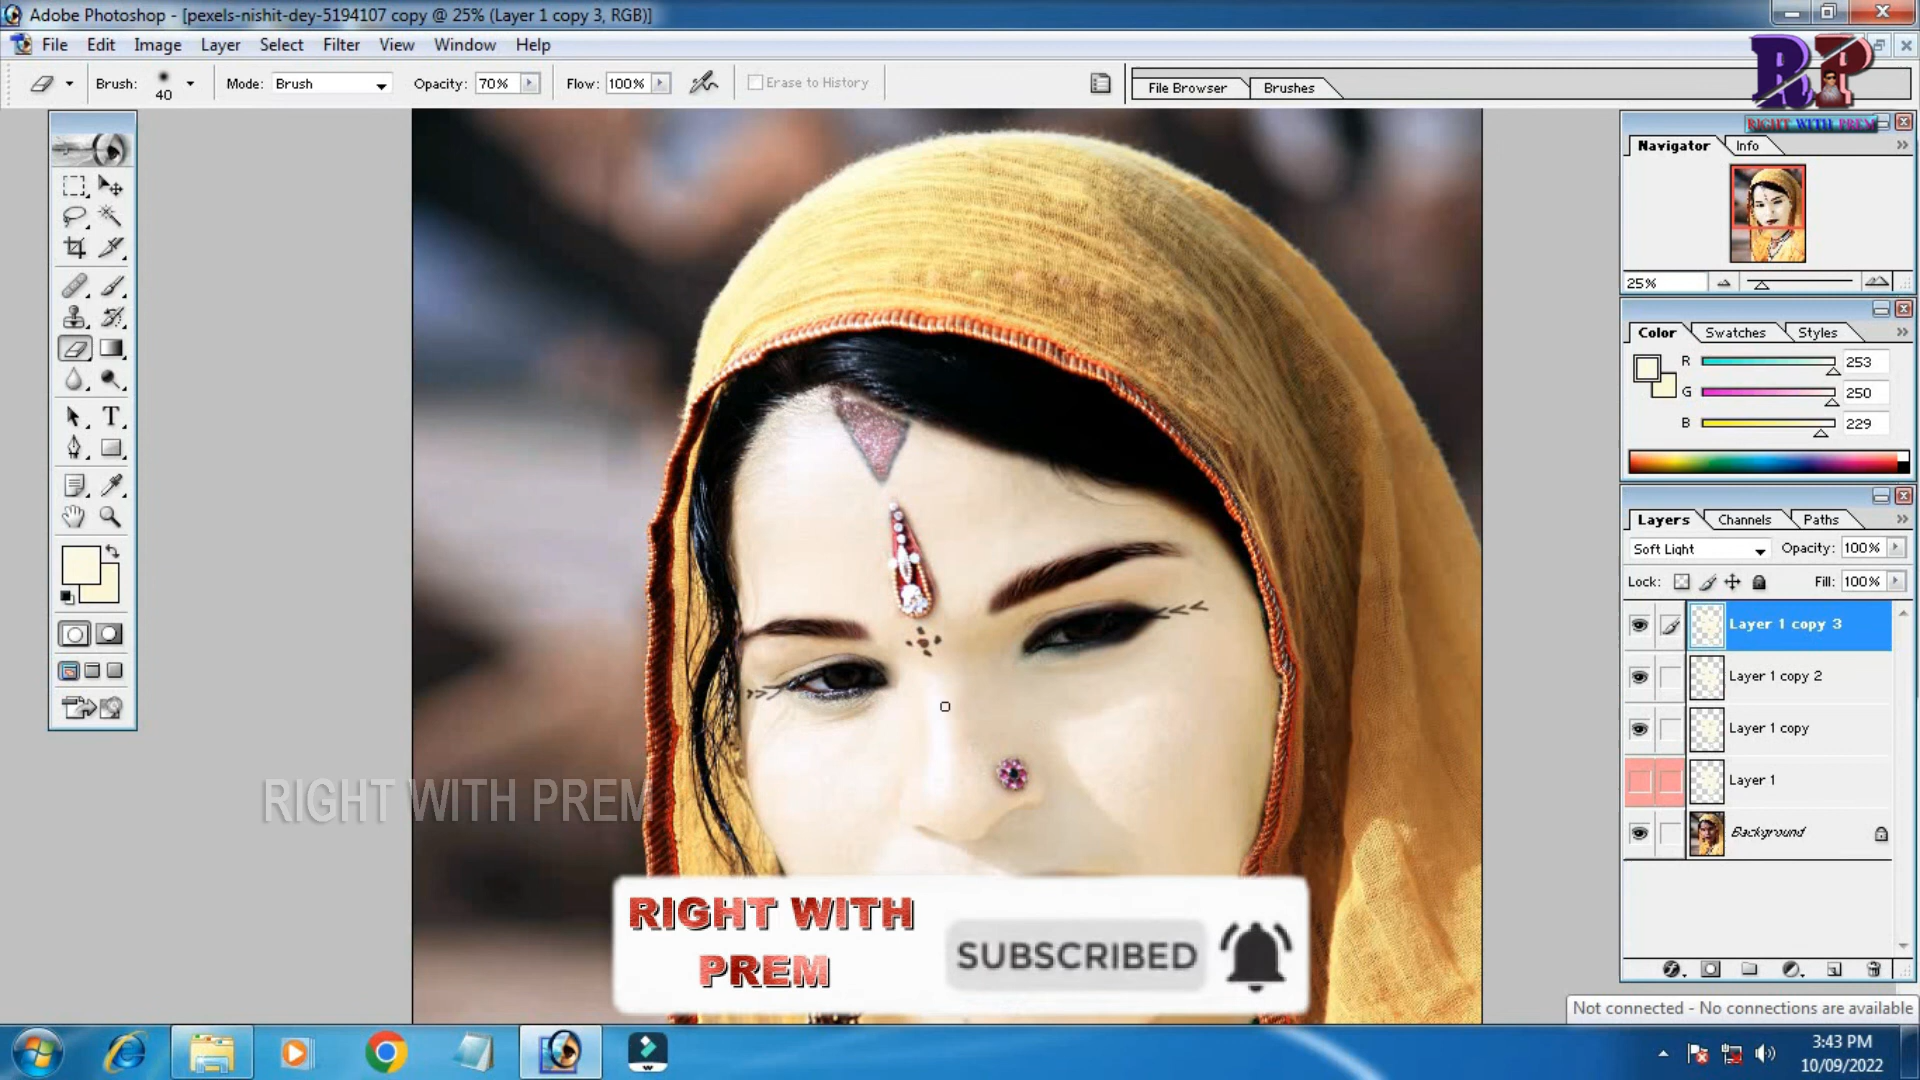 Adobe Photoshop - [pexels-nishit-dey-5194107 copy @ 25% (Layer 1 copy 3, RGB)]
File Edit Image Layer Select Filter View Window Help
Brush: 40 Mode: Brush Opacity: 70% Flow: 100% Erase to History
File Browser Brushes
RP
RIGHT WITH PREM
Navigator Info
25%
Color Swatches Styles
R 253
G 250
B 229
Layers Channels Paths
Soft Light Opacity: 100%
Lock: Fill: 100%
Layer 1 copy 3
Layer 1 copy 2
Layer 1 copy
Layer 1
Background
RIGHT WITH PREM
RIGHT WITH
PREM
SUBSCRIBED
Not connected - No connections are available
3:43 PM
10/09/2022